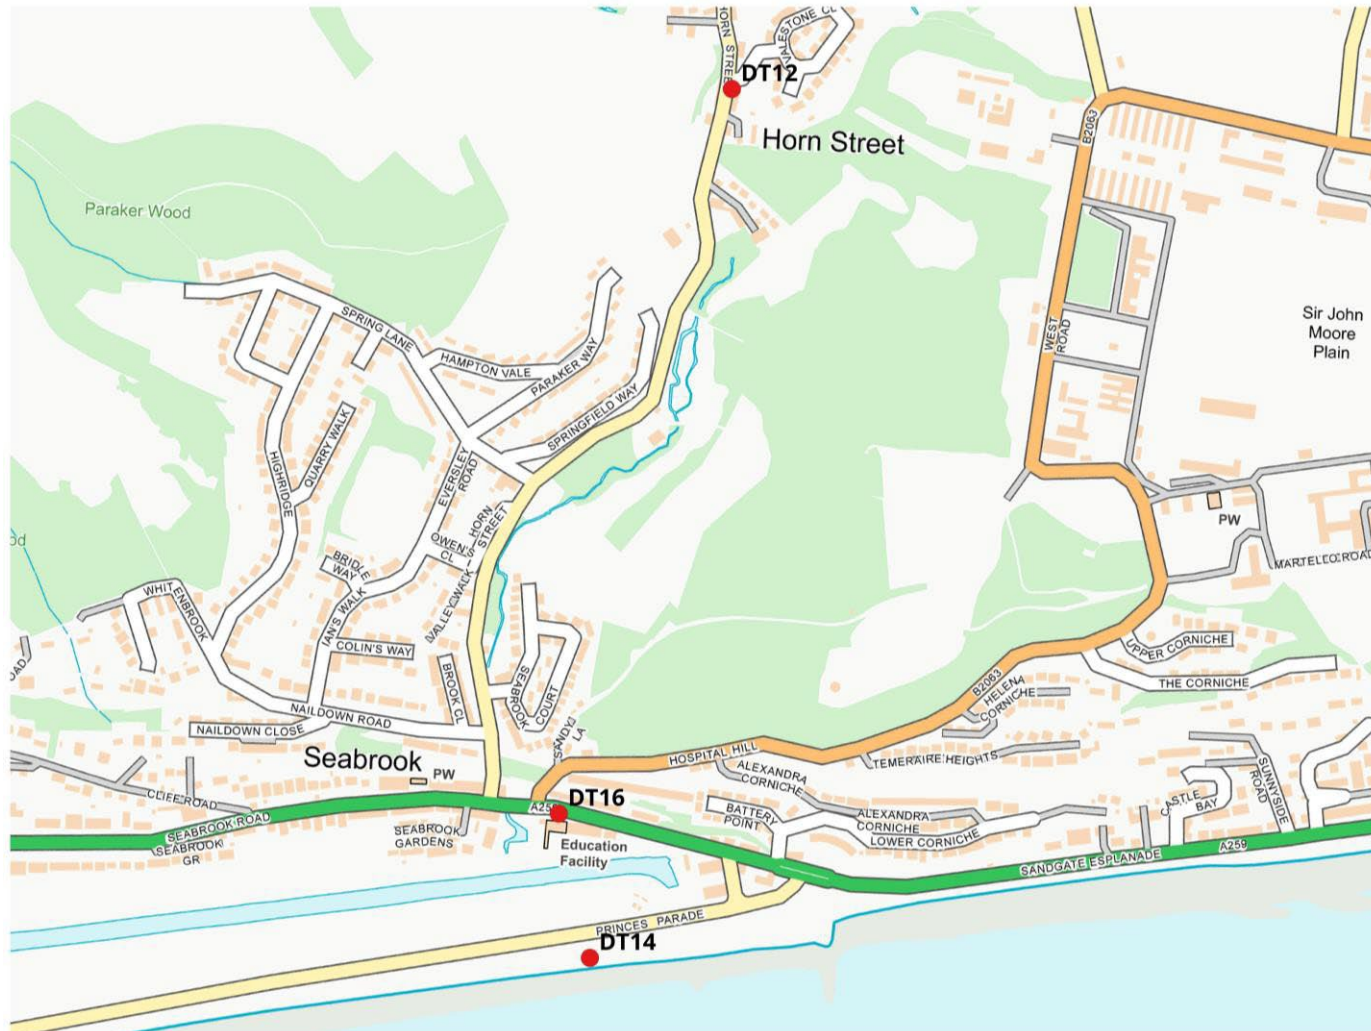 HORN STREET
VALESTONE CL
DT12
Horn Street
B2063
Paraker Wood
SPRING LANE
HAMPTON VALE
PARAKER WAY
SPRINGFIELD WAY
WEST
ROAD
Sir John
Moore
Plain
QUARRY WALK
HIGHRIDGE
EVERSLEY
ROAD
HORN
STREET
OWEN'S
CL
VALLEY WALK
BRIDLE
WAY
IAN'S WALK
COLIN'S WAY
WHITENBROOK
PW
MARTELLO ROAD
UPPER CORNICHE
THE CORNICHE
B2063
HELENA
CORNICHE
SEABROOK
COURT
BROOK CL
NAILDOWN ROAD
NAILDOWN CLOSE
SANDY
LA
Seabrook
PW
HOSPITAL HILL
TEMERAIRE HEIGHTS
ALEXANDRA
CORNICHE
CLIFF ROAD
SEABROOK ROAD
SEABROOK
GR
SEABROOK
GARDENS
DT16
Education
Facility
BATTERY
POINT
ALEXANDRA
CORNICHE
LOWER CORNICHE
CASTLE
BAY
SUNNYSIDE
ROAD
SANDGATE ESPLANADE
A259
PRINCES PARADE
DT14